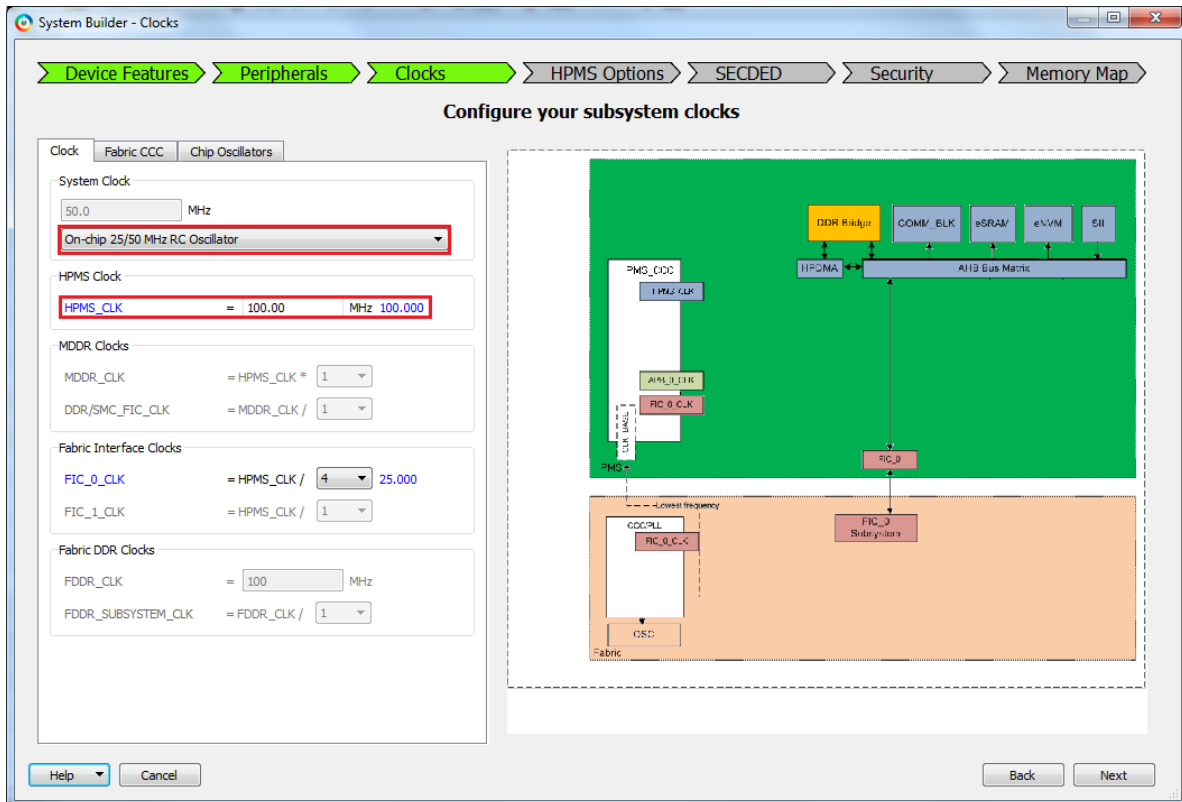 System Builder - Clocks
Device Features
Peripherals
Clocks
HPMS Options
SECDED
Security
Memory Map
Configure your subsystem clocks
Clock
Fabric CCC
Chip Oscillators
System Clock
50.0 MHz
On-chip 25/50 MHz RC Oscillator
HPMS Clock
HPMS_CLK = 100.00 MHz 100.000
MDDR Clocks
MDDR_CLK = HPMS_CLK * 1
DDR/SMC_FIC_CLK = MDDR_CLK / 1
Fabric Interface Clocks
FIC_0_CLK = HPMS_CLK / 4 25.000
FIC_1_CLK = HPMS_CLK / 1
Fabric DDR Clocks
FDDR_CLK = 100 MHz
FDDR_SUBSYSTEM_CLK = FDDR_CLK / 1
DDR Bridge
COMM_BLK
eSRAM
eNVM
SII
HPDMA
AHB Bus Matrix
HPMS_CLK
APB_0_CLK
FIC_0_CLK
CLK_BASE
FIC_0
Lowest frequency
CCC/PLL
FIC_0_CLK
FIC_0
Subsystem
OSC
Fabric
Help
Cancel
Back
Next